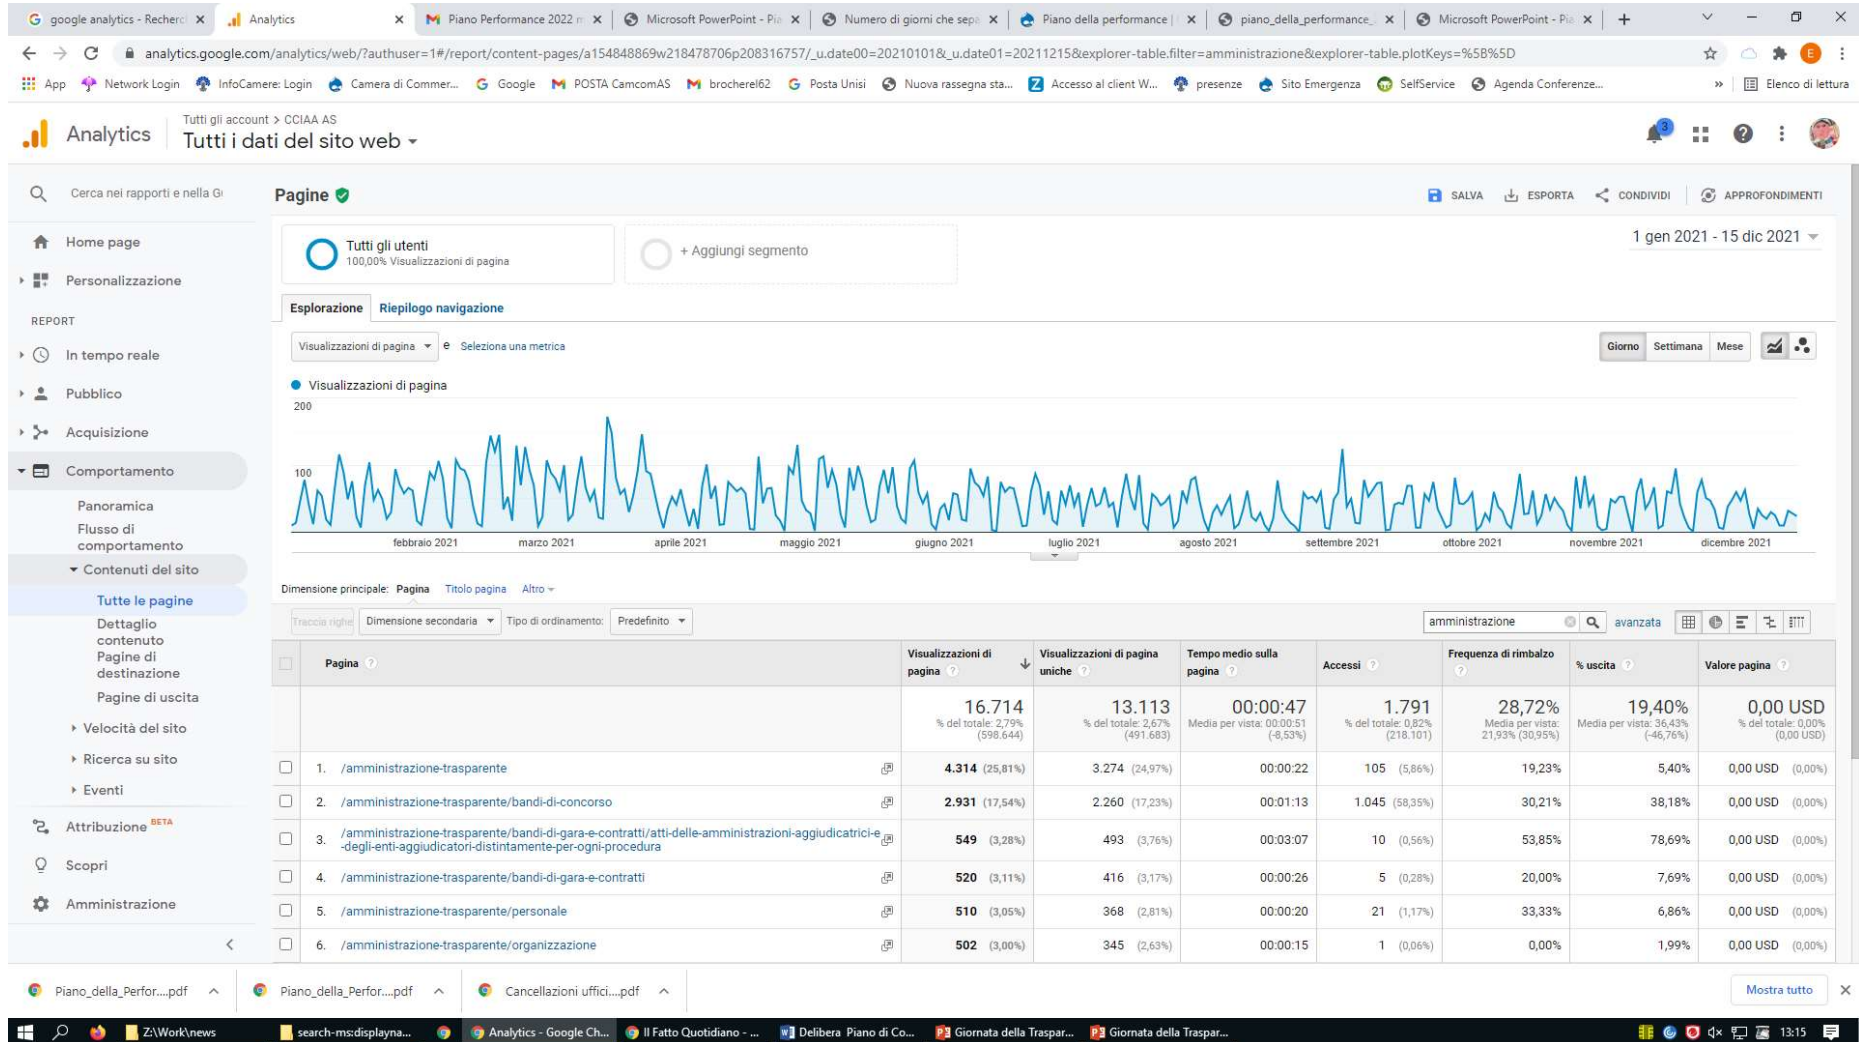 google analytics - Recherc
Analytics
Piano Performance 2022 m
Microsoft PowerPoint - Pia
Numero di giorni che sepa
Piano della performance |
piano_della_performance_
Microsoft PowerPoint - Pia
analytics.google.com/analytics/web/?authuser=1#/report/content-pages/a154848869w218478706p208316757/_u.date00=20210101&_u.date01=20211215&explorer-table.filter=amministrazione&explorer-table.plotKeys=%5B%5D
E
App Network Login InfoCamere: Login Camera di Commer... Google POSTA CamcomAS brocherel62 Posta Unisi Nuova rassegna sta... Accesso al client W... presenze Sito Emergenza SelfService Agenda Conferenze... » Elenco di lettura
Analytics
Tutti gli account > CCIAA AS
Tutti i dati del sito web
3
Cerca nei rapporti e nella G
Home page
Personalizzazione
REPORT
In tempo reale
Pubblico
Acquisizione
Comportamento
Panoramica
Flusso di
comportamento
Contenuti del sito
Tutte le pagine
Dettaglio
contenuto
Pagine di
destinazione
Pagine di uscita
Velocità del sito
Ricerca su sito
Eventi
Attribuzione BETA
Scopri
Amministrazione
Pagine
SALVA ESPORTA CONDIVIDI APPROFONDIMENTI
Tutti gli utenti
100,00% Visualizzazioni di pagina
+ Aggiungi segmento
1 gen 2021 - 15 dic 2021
Esplorazione Riepilogo navigazione
Visualizzazioni di pagina e Seleziona una metrica
Giorno Settimana Mese
Visualizzazioni di pagina
200
100
febbraio 2021 marzo 2021 aprile 2021 maggio 2021 giugno 2021 luglio 2021 agosto 2021 settembre 2021 ottobre 2021 novembre 2021 dicembre 2021
Dimensione principale: Pagina Titolo pagina Altro
Traccia righe Dimensione secondaria Tipo di ordinamento: Predefinito
amministrazione avanzata
Pagina ?
Visualizzazioni di
pagina ?
Visualizzazioni di pagina
uniche ?
Tempo medio sulla
pagina ?
Accessi ?
Frequenza di rimbalzo
?
% uscita ?
Valore pagina ?
16.714 13.113 00:00:47 1.791 28,72% 19,40% 0,00 USD
% del totale: 2,79% % del totale: 2,67% Media per vista: 00:00:51 % del totale: 0,82% Media per vista: Media per vista: 36,43% % del totale: 0,00%
(598.644) (491.683) (-8,53%) (218.101) 21,93% (30,95%) (-46,76%) (0,00 USD)
1. /amministrazione-trasparente 4.314 (25,81%) 3.274 (24,97%) 00:00:22 105 (5,86%) 19,23% 5,40% 0,00 USD (0,00%)
2. /amministrazione-trasparente/bandi-di-concorso 2.931 (17,54%) 2.260 (17,23%) 00:01:13 1.045 (58,35%) 30,21% 38,18% 0,00 USD (0,00%)
3. /amministrazione-trasparente/bandi-di-gara-e-contratti/atti-delle-amministrazioni-aggiudicatrici-e
-degli-enti-aggiudicatori-distintamente-per-ogni-procedura 549 (3,28%) 493 (3,76%) 00:03:07 10 (0,56%) 53,85% 78,69% 0,00 USD (0,00%)
4. /amministrazione-trasparente/bandi-di-gara-e-contratti 520 (3,11%) 416 (3,17%) 00:00:26 5 (0,28%) 20,00% 7,69% 0,00 USD (0,00%)
5. /amministrazione-trasparente/personale 510 (3,05%) 368 (2,81%) 00:00:20 21 (1,17%) 33,33% 6,86% 0,00 USD (0,00%)
6. /amministrazione-trasparente/organizzazione 502 (3,00%) 345 (2,63%) 00:00:15 1 (0,06%) 0,00% 1,99% 0,00 USD (0,00%)
Piano_della_Perfor....pdf Piano_della_Perfor....pdf Cancellazioni uffici....pdf Mostra tutto
Z:\Work\news search-ms:displayna... Analytics - Google Ch... Il Fatto Quotidiano - ... Delibera Piano di Co... Giornata della Traspar... Giornata della Traspar... 13:15